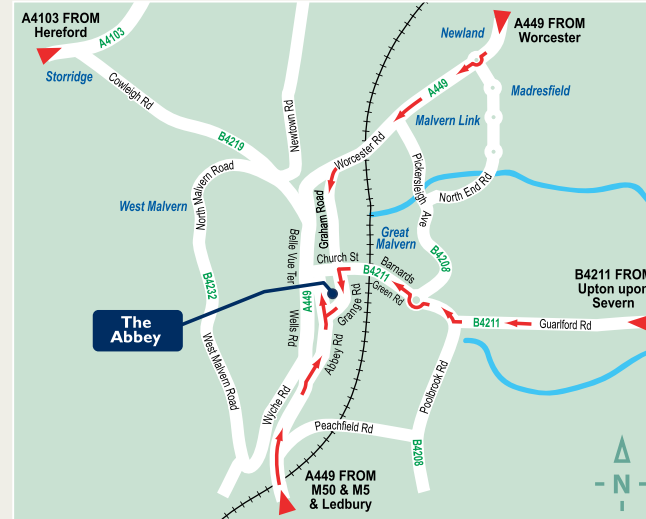 A4103 FROM
Hereford
A4103
Storridge
Cowleigh Rd
B4219
Newtown Rd
Newland
A449 FROM
Worcester
A449
Madresfield
Malvern Link
Worcester Rd
Pickersleigh
Ave
North End Rd
B4208
North Malvern Road
West Malvern
B4232
West Malvern Road
Belle Vue Ter
Graham Road
Great
Malvern
Church St
B4211
Barnards
Green Rd
Grange Rd
A449
Wells Rd
Abbey Rd
Wyche Rd
The
Abbey
B4211 FROM
Upton upon
Severn
B4211
Guarlford Rd
Poolbrook Rd
B4208
Peachfield Rd
A449 FROM
M50 & M5
& Ledbury
N